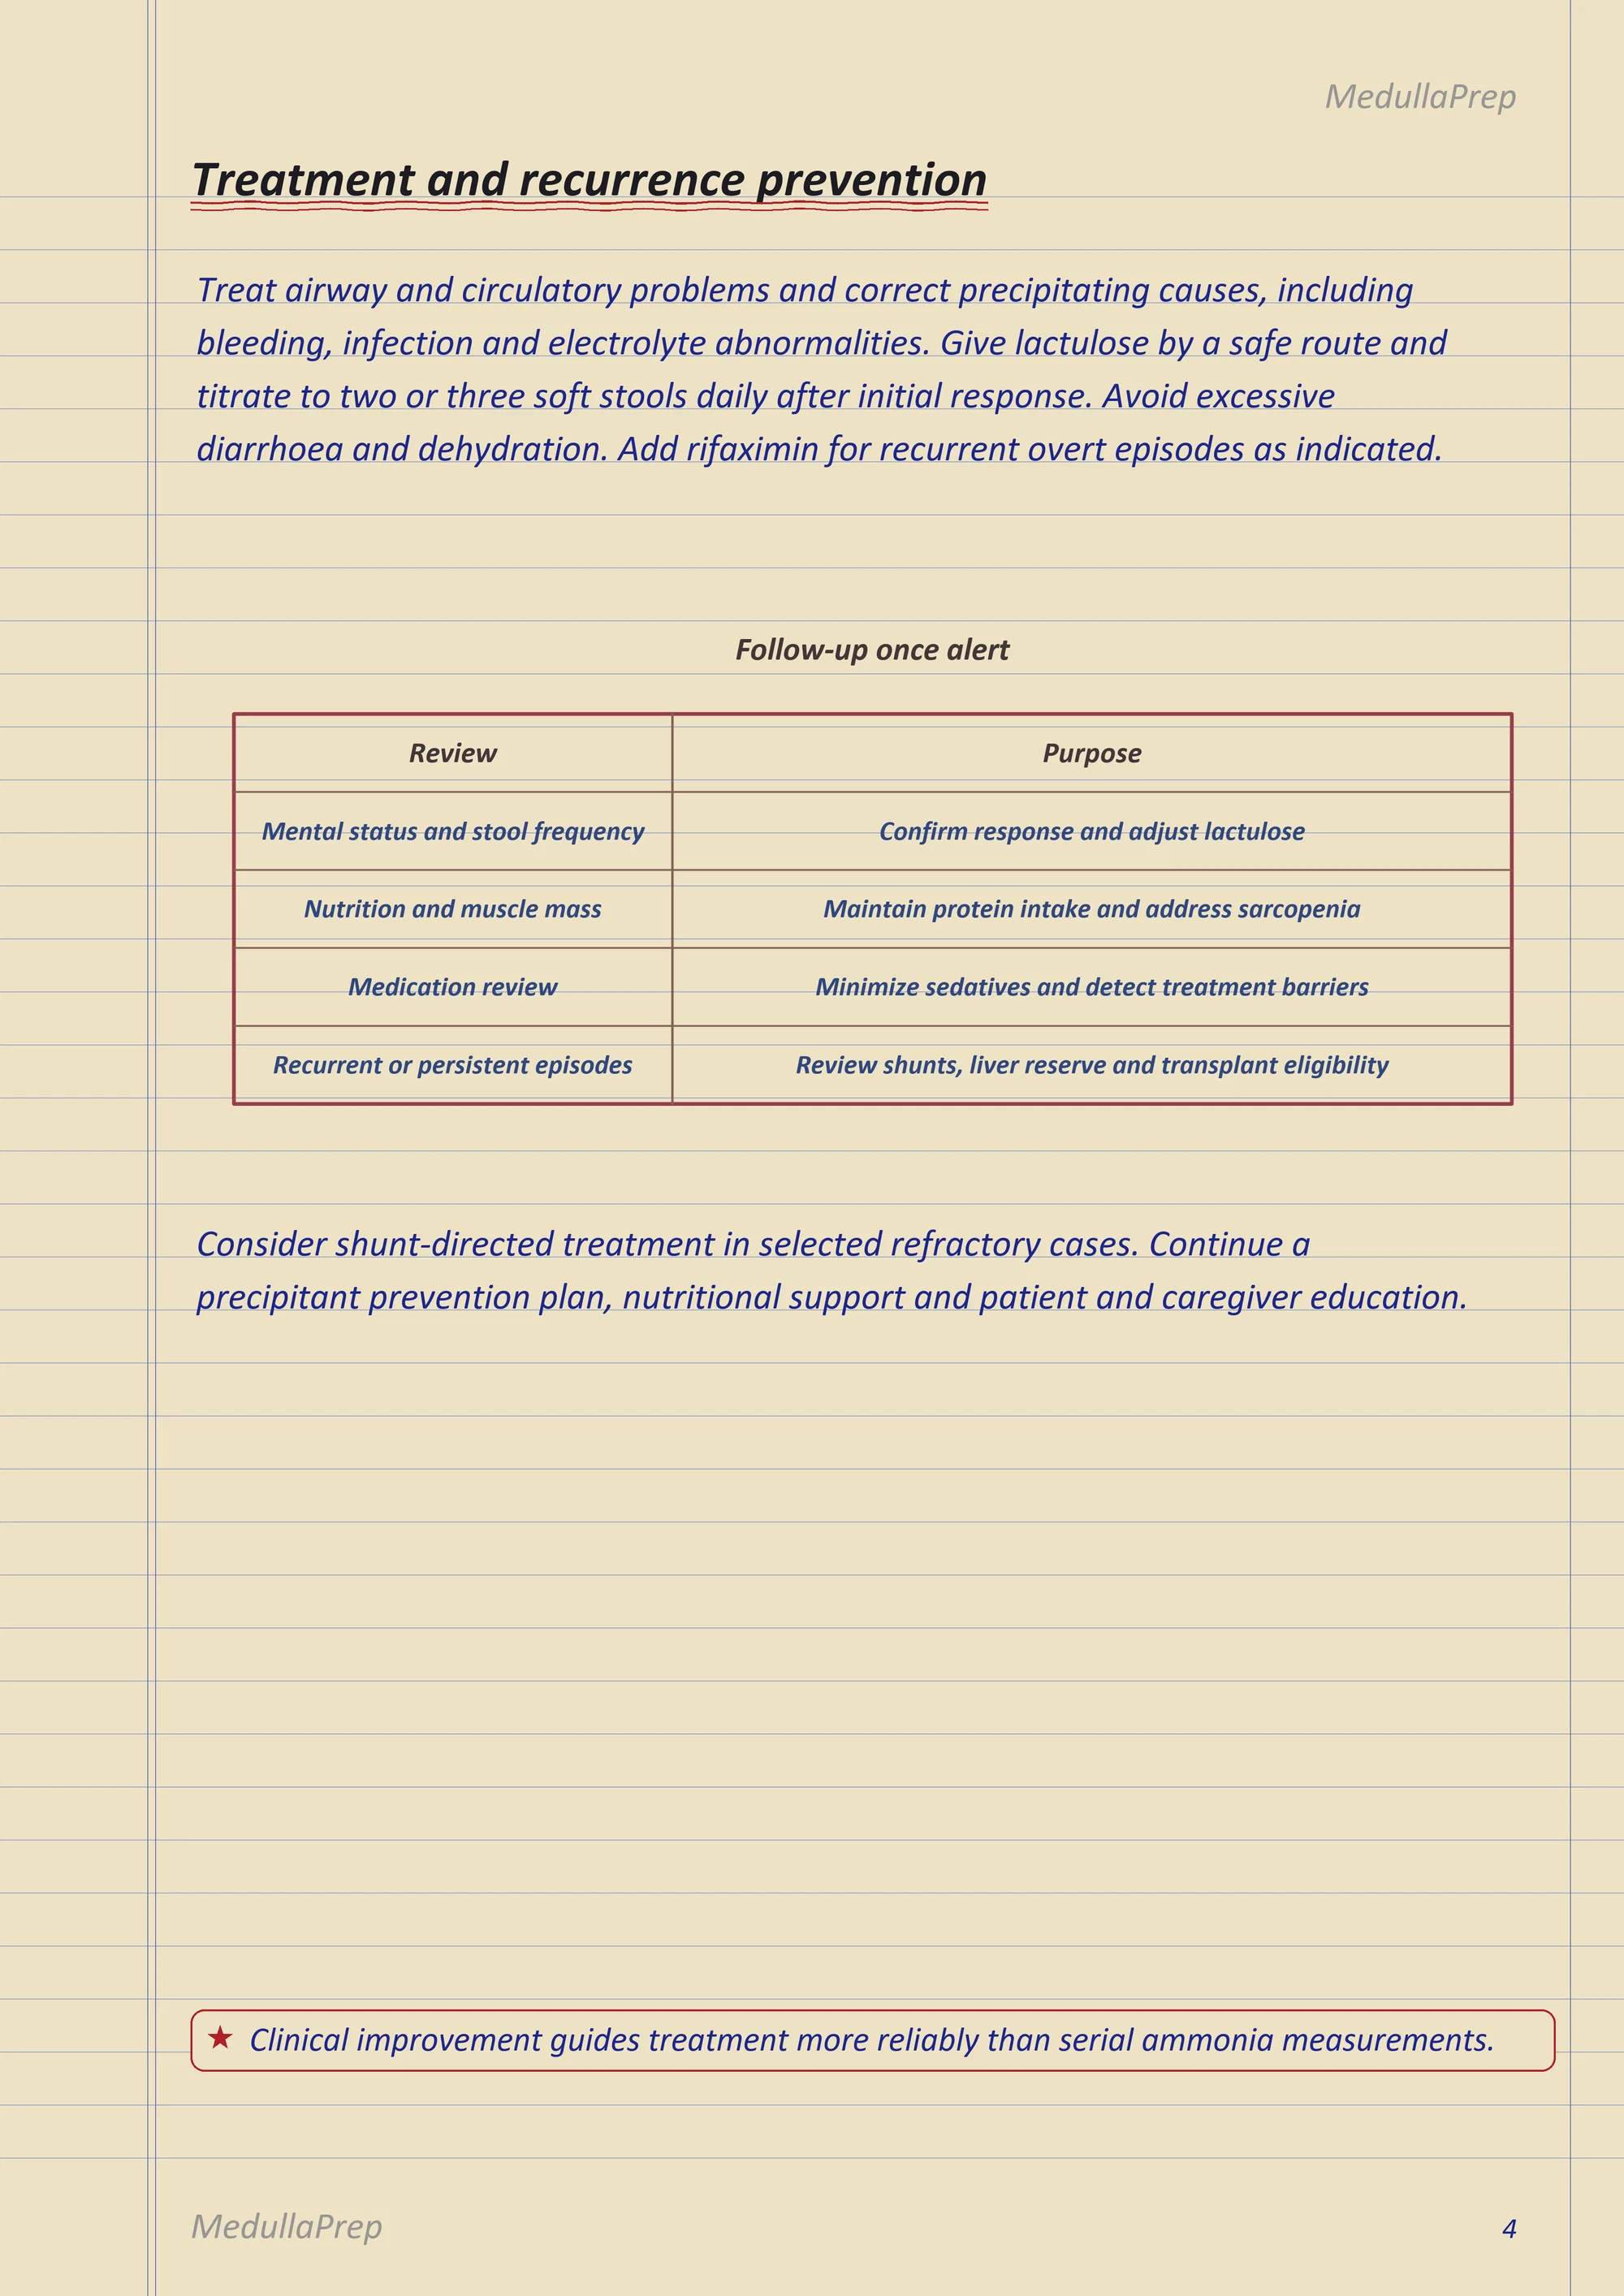 MedullaPrep
Treatment and recurrence prevention
Treat airway and circulatory problems and correct precipitating causes, including
bleeding, infection and electrolyte abnormalities. Give lactulose by a safe route and
titrate to two or three soft stools daily after initial response. Avoid excessive
diarrhoea and dehydration. Add rifaximin for recurrent overt episodes as indicated.
Follow-up once alert
Review Purpose
Mental status and stool frequency Confirm response and adjust lactulose
Nutrition and muscle mass Maintain protein intake and address sarcopenia
Medication review Minimize sedatives and detect treatment barriers
Recurrent or persistent episodes Review shunts, liver reserve and transplant eligibility
Consider shunt-directed treatment in selected refractory cases. Continue a
precipitant prevention plan, nutritional support and patient and caregiver education.
★ Clinical improvement guides treatment more reliably than serial ammonia measurements.
MedullaPrep 4